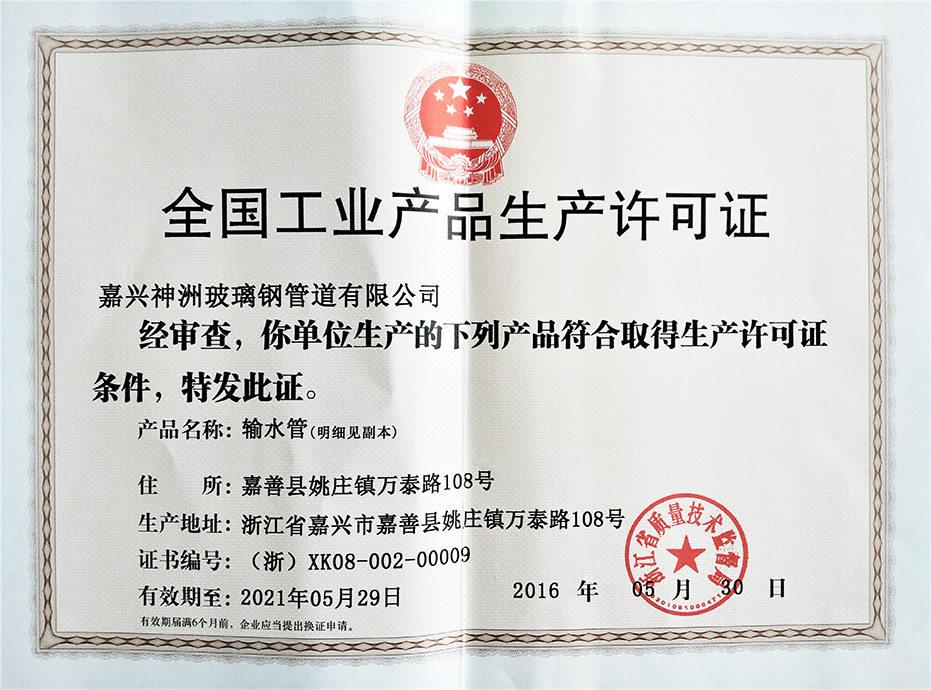 全国工业产品生产许可证
嘉兴神洲玻璃钢管道有限公司
经审查，你单位生产的下列产品符合取得生产许可证
条件，特发此证。
产品名称：输水管(明细见副本)
住 所：嘉善县姚庄镇万泰路108号
生产地址：浙江省嘉兴市嘉善县姚庄镇万泰路108号
证书编号：（浙）XK08-002-00009
有效期至：2021年05月29日
2016 年 05 月 30 日
浙江省质量技术监督局
有效期届满6个月前，企业应当提出换证申请。